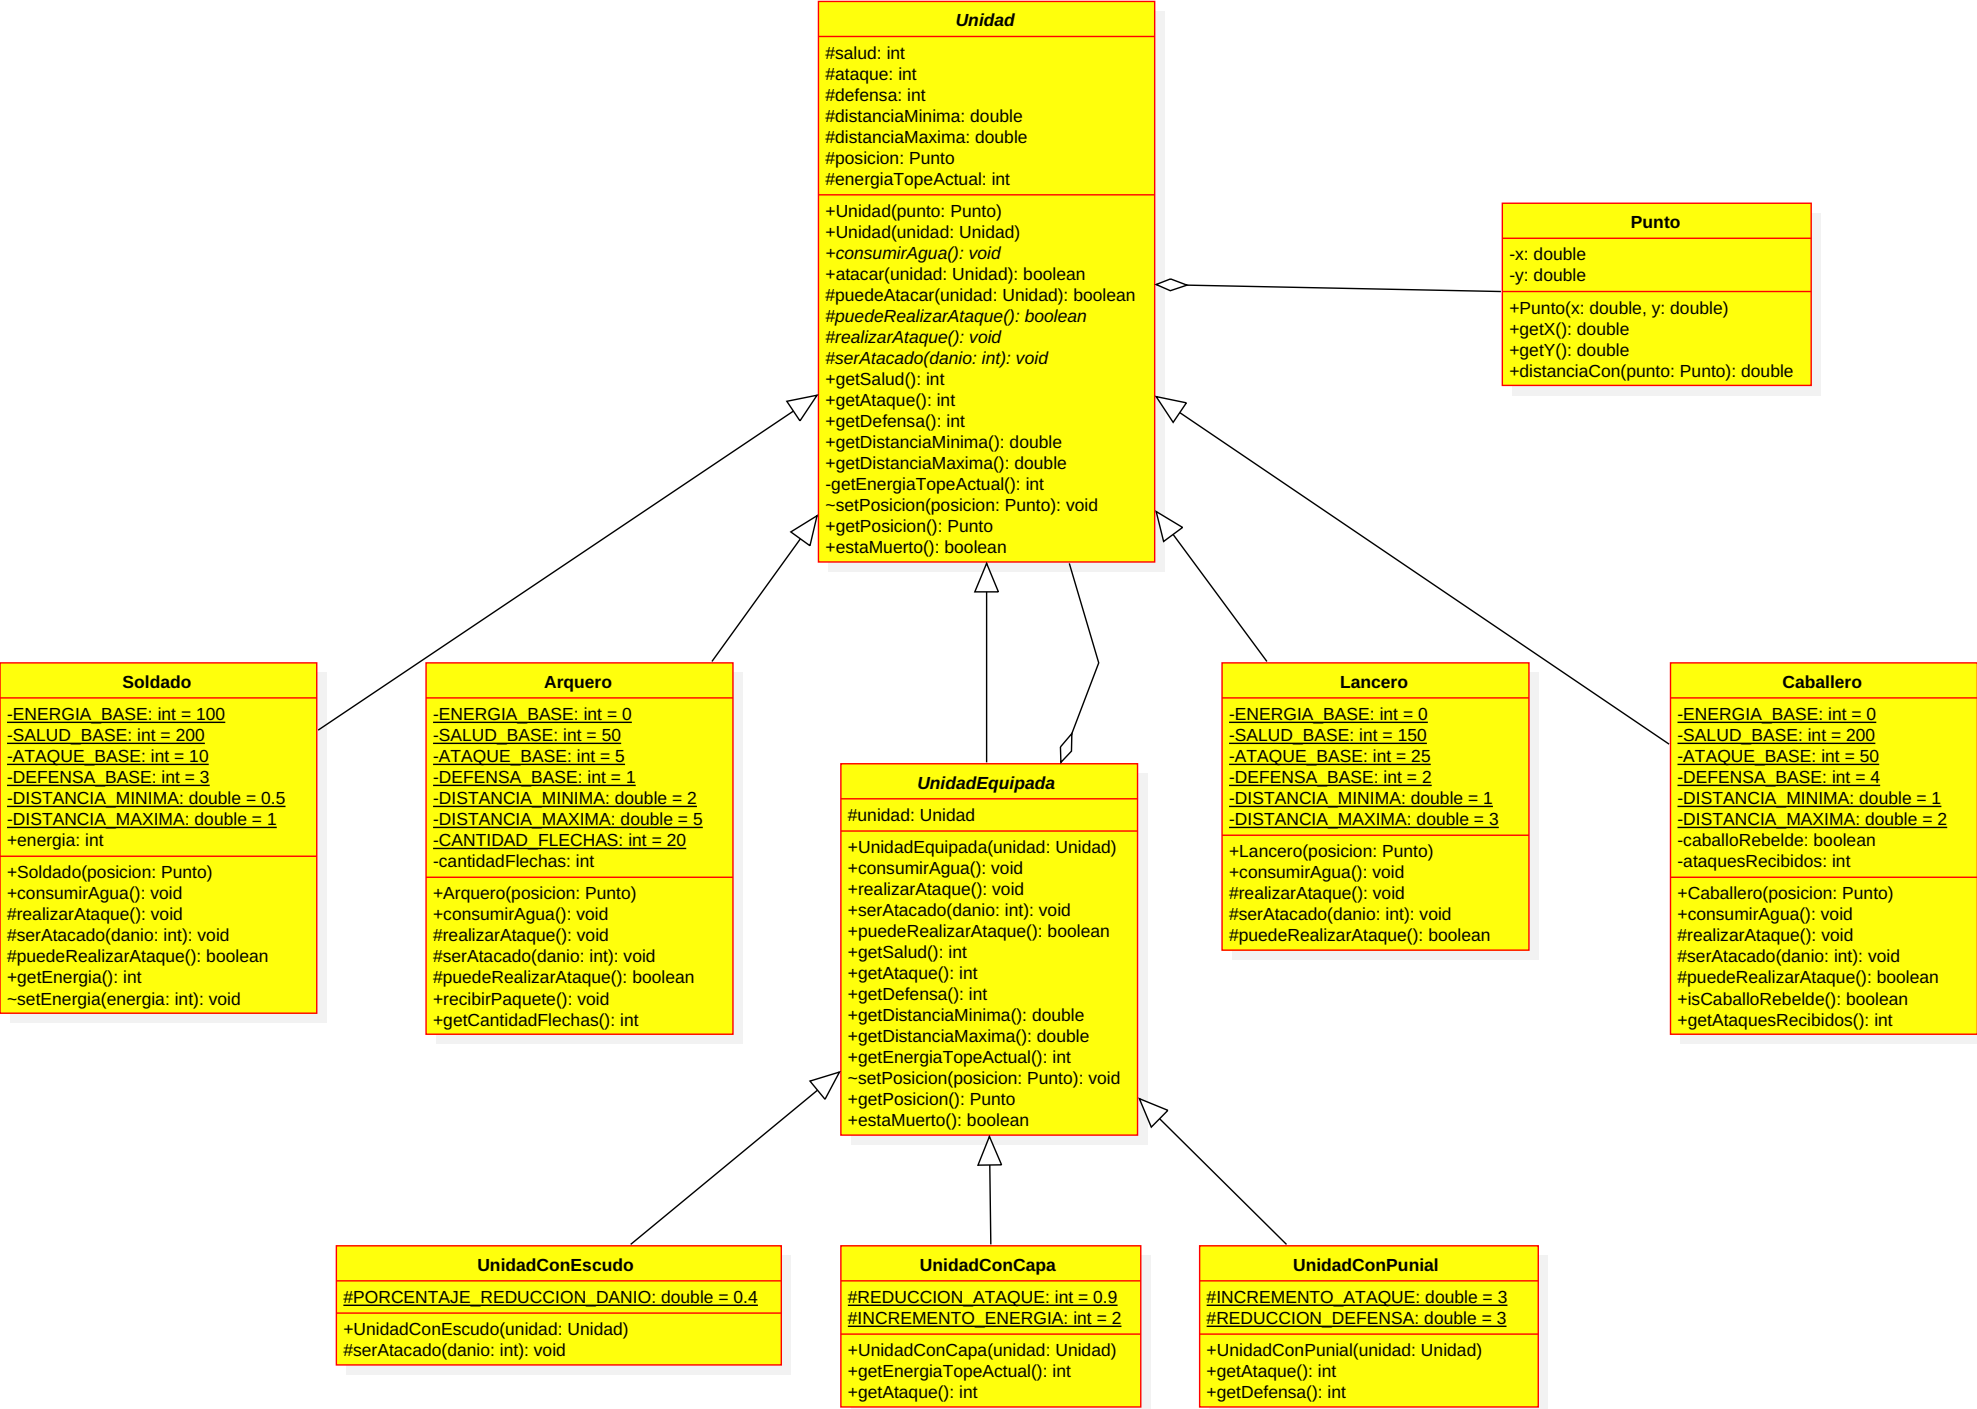 Unidad
#salud: int
#ataque: int
#defensa: int
#distanciaMinima: double
#distanciaMaxima: double
#posicion: Punto
#energiaTopeActual: int
+Unidad(punto: Punto)
+Unidad(unidad: Unidad)
+consumirAgua(): void
+atacar(unidad: Unidad): boolean
#puedeAtacar(unidad: Unidad): boolean
#puedeRealizarAtaque(): boolean
#realizarAtaque(): void
#serAtacado(danio: int): void
+getSalud(): int
+getAtaque(): int
+getDefensa(): int
+getDistanciaMinima(): double
+getDistanciaMaxima(): double
-getEnergiaTopeActual(): int
~setPosicion(posicion: Punto): void
+getPosicion(): Punto
+estaMuerto(): boolean
Punto
-x: double
-y: double
+Punto(x: double, y: double)
+getX(): double
+getY(): double
+distanciaCon(punto: Punto): double
Soldado
-ENERGIA_BASE: int = 100
-SALUD_BASE: int = 200
-ATAQUE_BASE: int = 10
-DEFENSA_BASE: int = 3
-DISTANCIA_MINIMA: double = 0.5
-DISTANCIA_MAXIMA: double = 1
+energia: int
+Soldado(posicion: Punto)
+consumirAgua(): void
#realizarAtaque(): void
#serAtacado(danio: int): void
#puedeRealizarAtaque(): boolean
+getEnergia(): int
~setEnergia(energia: int): void
Arquero
-ENERGIA_BASE: int = 0
-SALUD_BASE: int = 50
-ATAQUE_BASE: int = 5
-DEFENSA_BASE: int = 1
-DISTANCIA_MINIMA: double = 2
-DISTANCIA_MAXIMA: double = 5
-CANTIDAD_FLECHAS: int = 20
-cantidadFlechas: int
+Arquero(posicion: Punto)
+consumirAgua(): void
#realizarAtaque(): void
#serAtacado(danio: int): void
#puedeRealizarAtaque(): boolean
+recibirPaquete(): void
+getCantidadFlechas(): int
UnidadEquipada
#unidad: Unidad
+UnidadEquipada(unidad: Unidad)
+consumirAgua(): void
+realizarAtaque(): void
+serAtacado(danio: int): void
+puedeRealizarAtaque(): boolean
+getSalud(): int
+getAtaque(): int
+getDefensa(): int
+getDistanciaMinima(): double
+getDistanciaMaxima(): double
+getEnergiaTopeActual(): int
~setPosicion(posicion: Punto): void
+getPosicion(): Punto
+estaMuerto(): boolean
Lancero
-ENERGIA_BASE: int = 0
-SALUD_BASE: int = 150
-ATAQUE_BASE: int = 25
-DEFENSA_BASE: int = 2
-DISTANCIA_MINIMA: double = 1
-DISTANCIA_MAXIMA: double = 3
+Lancero(posicion: Punto)
+consumirAgua(): void
#realizarAtaque(): void
#serAtacado(danio: int): void
#puedeRealizarAtaque(): boolean
Caballero
-ENERGIA_BASE: int = 0
-SALUD_BASE: int = 200
-ATAQUE_BASE: int = 50
-DEFENSA_BASE: int = 4
-DISTANCIA_MINIMA: double = 1
-DISTANCIA_MAXIMA: double = 2
-caballoRebelde: boolean
-ataquesRecibidos: int
+Caballero(posicion: Punto)
+consumirAgua(): void
#realizarAtaque(): void
#serAtacado(danio: int): void
#puedeRealizarAtaque(): boolean
+isCaballoRebelde(): boolean
+getAtaquesRecibidos(): int
UnidadConEscudo
#PORCENTAJE_REDUCCION_DANIO: double = 0.4
+UnidadConEscudo(unidad: Unidad)
#serAtacado(danio: int): void
UnidadConCapa
#REDUCCION_ATAQUE: int = 0.9
#INCREMENTO_ENERGIA: int = 2
+UnidadConCapa(unidad: Unidad)
+getEnergiaTopeActual(): int
+getAtaque(): int
UnidadConPunial
#INCREMENTO_ATAQUE: double = 3
#REDUCCION_DEFENSA: double = 3
+UnidadConPunial(unidad: Unidad)
+getAtaque(): int
+getDefensa(): int